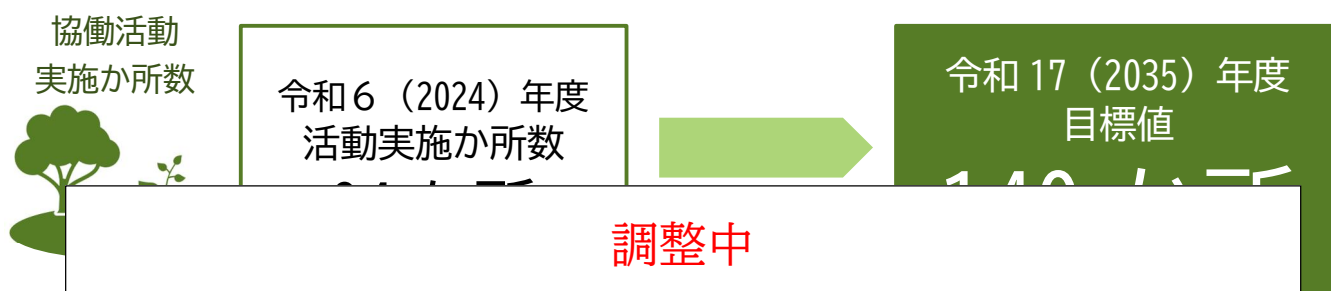 協働活動
実施か所数
令和6（2024）年度
活動実施か所数
令和 17（2035）年度
目標値
調整中